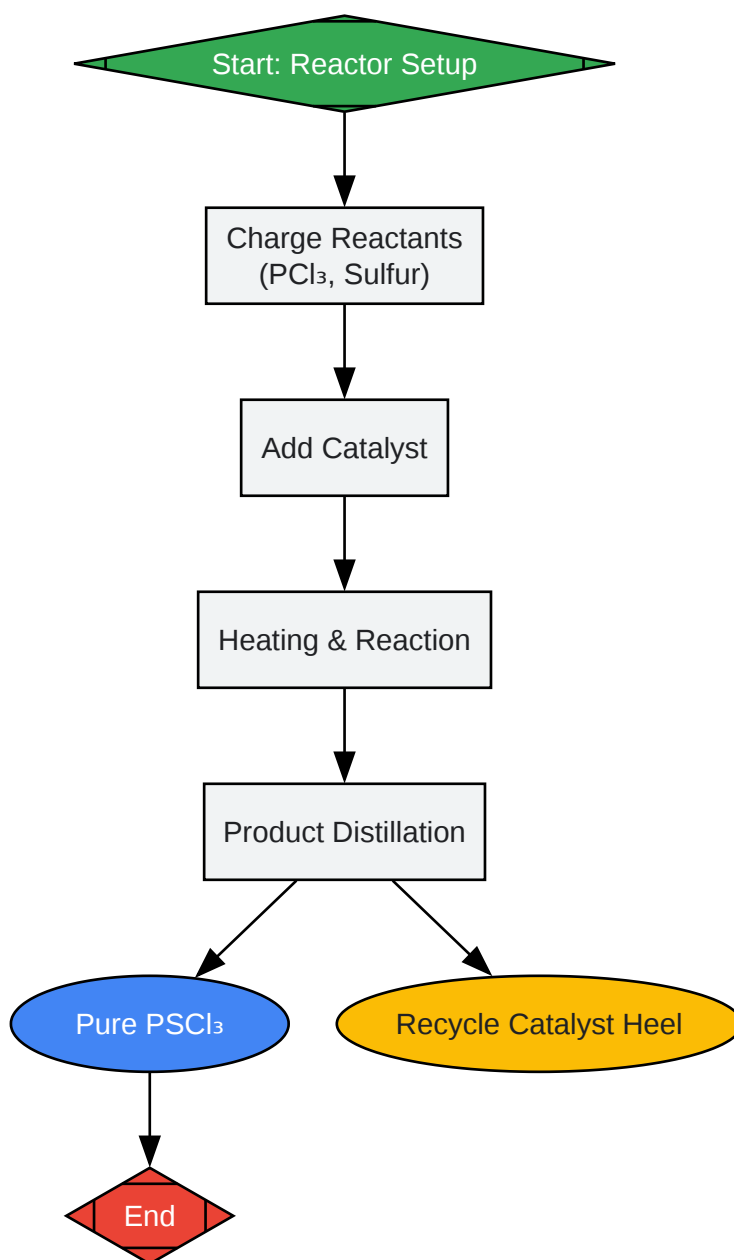 Start: Reactor Setup
Charge Reactants
(PCl₃, Sulfur)
Add Catalyst
Heating & Reaction
Product Distillation
Pure PSCl₃
Recycle Catalyst Heel
End